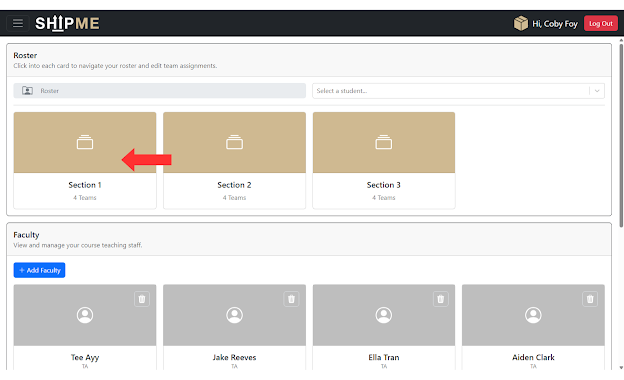 SHIPME
Hi, Coby Foy
Log Out
Roster
Click into each card to navigate your roster and edit team assignments.
Roster
Select a student...
Section 1
4 Teams
Section 2
4 Teams
Section 3
4 Teams
Faculty
View and manage your course teaching staff.
+ Add Faculty
Tee Ayy
TA
Jake Reeves
TA
Ella Tran
TA
Aiden Clark
TA